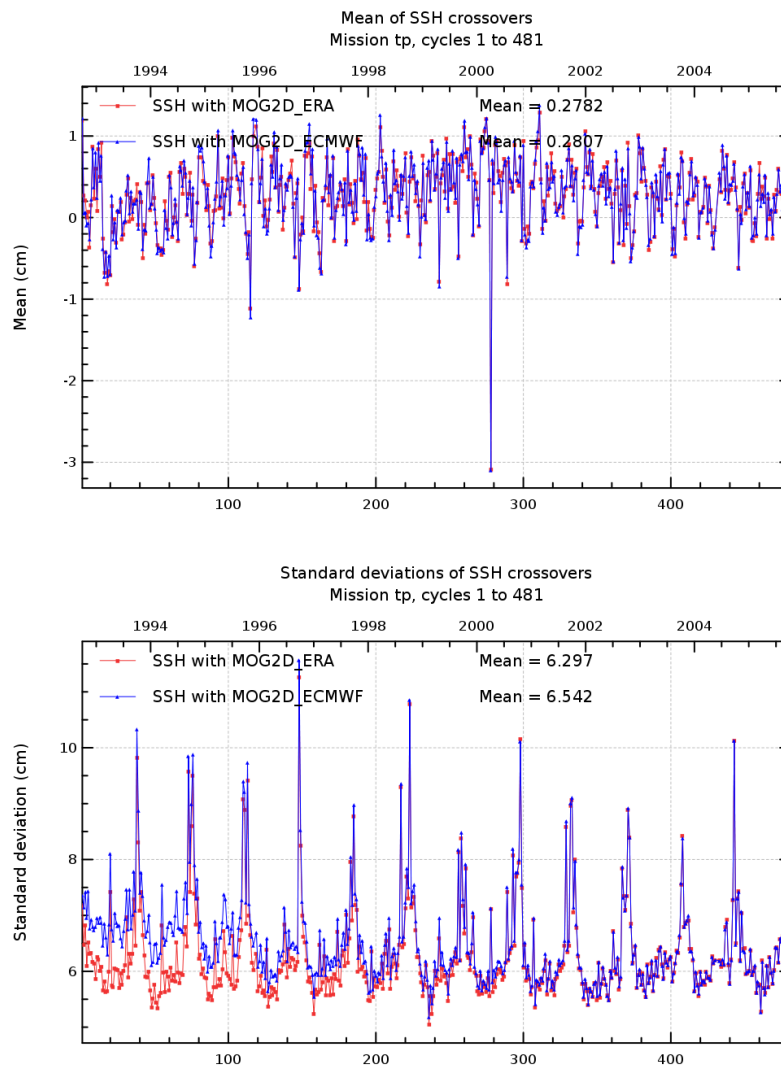 Mean of SSH crossovers
Mission tp, cycles 1 to 481
1994 1996 1998 2000 2002 2004
SSH with MOG2D_ERA Mean = 0.2782
SSH with MOG2D_ECMWF Mean = 0.2807
1
0
-1
-2
-3
Mean (cm)
100 200 300 400
Standard deviations of SSH crossovers
Mission tp, cycles 1 to 481
1994 1996 1998 2000 2002 2004
SSH with MOG2D_ERA Mean = 6.297
SSH with MOG2D_ECMWF Mean = 6.542
10
8
6
Standard deviation (cm)
100 200 300 400